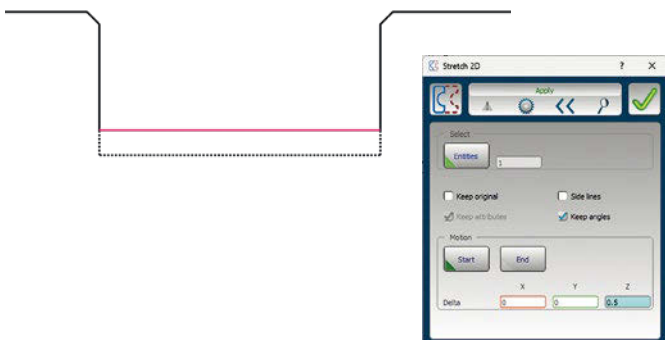 Stretch 2D ? X
Apply
Select
Entities 1
Keep original Side lines
Keep attributes Keep angles
Motion
Start End
X Y Z
Delta 0 0 0.5